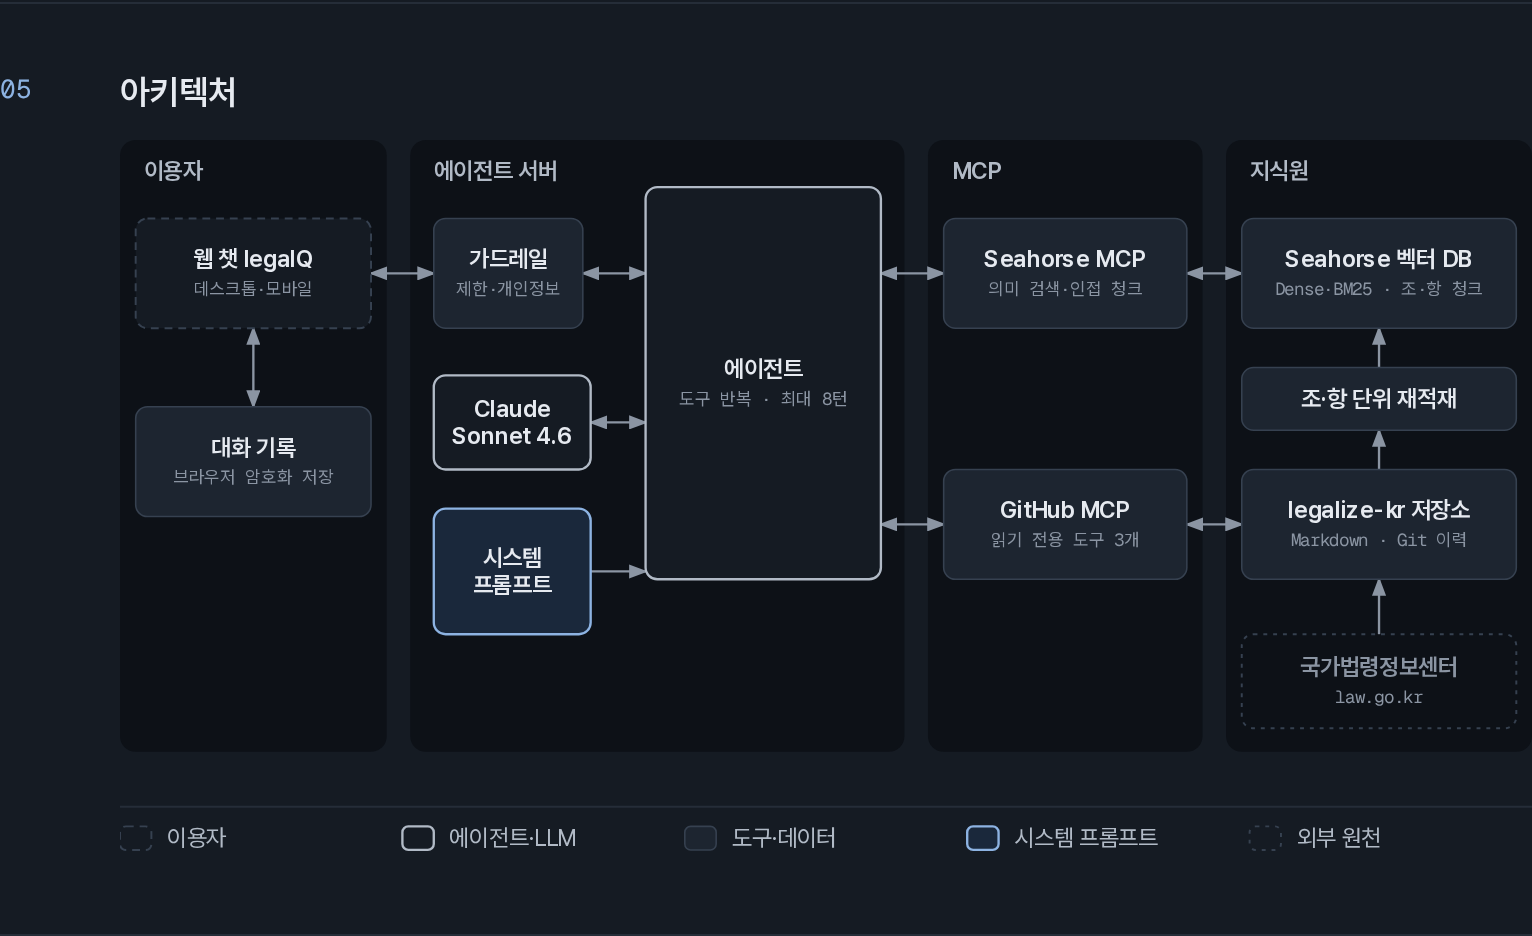 05
아키텍처
이용자
웹 챗 legalQ
데스크톱·모바일
대화 기록
브라우저 암호화 저장
에이전트 서버
가드레일
제한·개인정보
Claude
Sonnet 4.6
시스템
프롬프트
에이전트
도구 반복 · 최대 8턴
MCP
Seahorse MCP
의미 검색·인접 청크
GitHub MCP
읽기 전용 도구 3개
지식원
Seahorse 벡터 DB
Dense·BM25 · 조·항 청크
조·항 단위 재적재
legalize-kr 저장소
Markdown · Git 이력
국가법령정보센터
law.go.kr
이용자
에이전트·LLM
도구·데이터
시스템 프롬프트
외부 원천